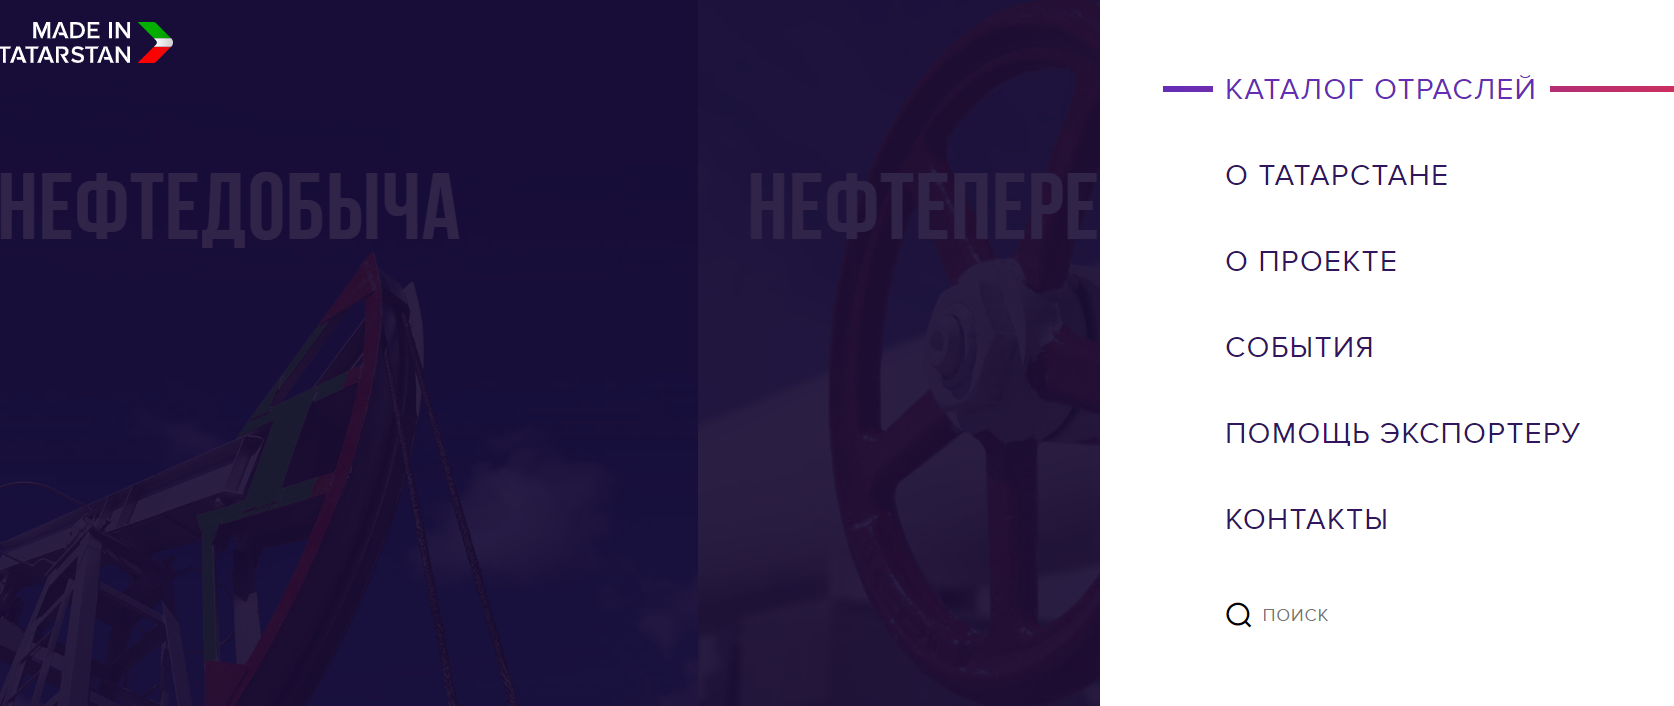 MADE IN
TATARSTAN
НЕФТЕДОБЫЧА
НЕФТЕПЕРЕ
КАТАЛОГ ОТРАСЛЕЙ
О ТАТАРСТАНЕ
О ПРОЕКТЕ
СОБЫТИЯ
ПОМОЩЬ ЭКСПОРТЕРУ
КОНТАКТЫ
ПОИСК